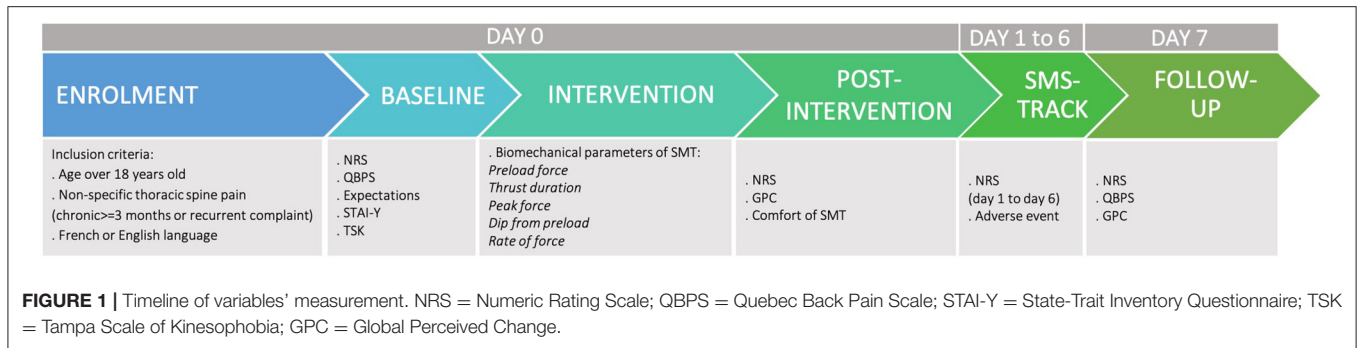 DAY 0
DAY 1 to 6
DAY 7
ENROLMENT
BASELINE
INTERVENTION
POST-
INTERVENTION
SMS-
TRACK
FOLLOW-
UP
Inclusion criteria:
. Age over 18 years old
. Non-specific thoracic spine pain
(chronic>=3 months or recurrent complaint)
. French or English language
. NRS
. QBPS
. Expectations
. STAI-Y
. TSK
. Biomechanical parameters of SMT:
Preload force
Thrust duration
Peak force
Dip from preload
Rate of force
. NRS
. GPC
. Comfort of SMT
. NRS
(day 1 to day 6)
. Adverse event
. NRS
. QBPS
. GPC
FIGURE 1 | Timeline of variables' measurement. NRS = Numeric Rating Scale; QBPS = Quebec Back Pain Scale; STAI-Y = State-Trait Inventory Questionnaire; TSK
= Tampa Scale of Kinesophobia; GPC = Global Perceived Change.